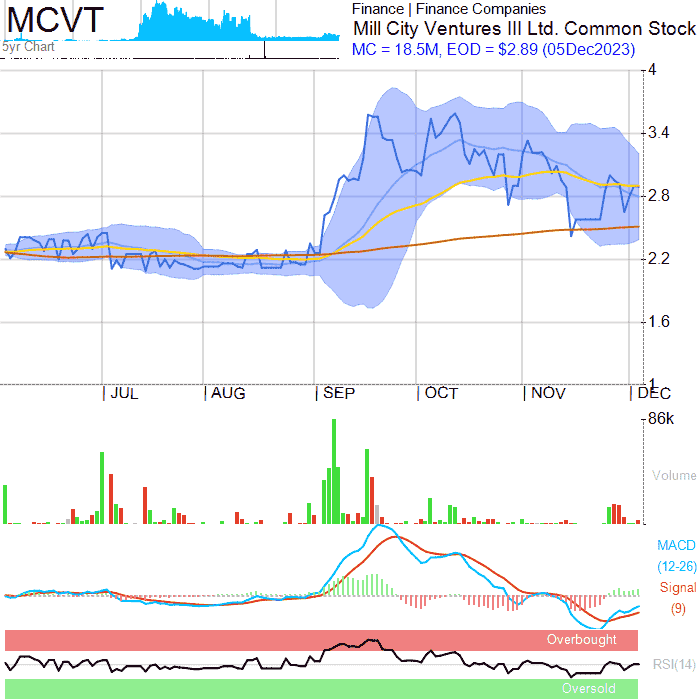 MCVT
5yr Chart
Finance | Finance Companies
Mill City Ventures III Ltd. Common Stock
MC = 18.5M, EOD = $2.89 (05Dec2023)
4
3.4
2.8
2.2
1.6
1
JUL AUG SEP OCT NOV DEC
86k
Volume
MACD
(12-26)
Signal
(9)
Overbought
RSI(14)
Oversold